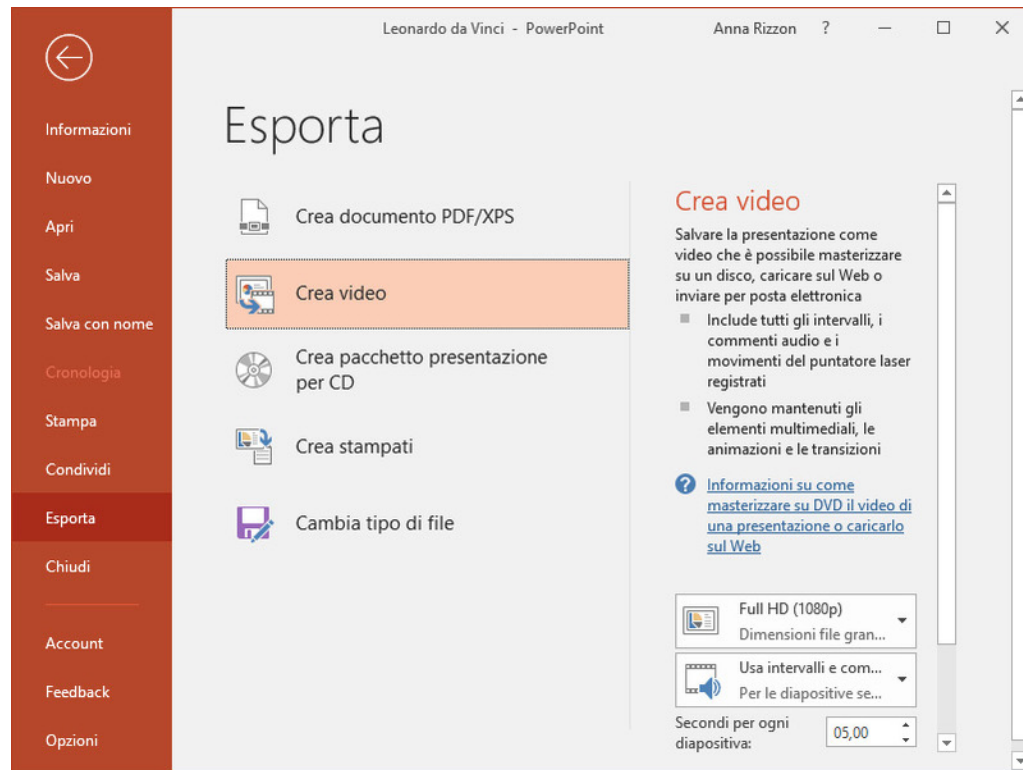 Leonardo da Vinci - PowerPoint
Anna Rizzon
?
Informazioni
Nuovo
Apri
Salva
Salva con nome
Cronologia
Stampa
Condividi
Esporta
Chiudi
Account
Feedback
Opzioni
Esporta
Crea documento PDF/XPS
Crea video
Crea pacchetto presentazione
per CD
Crea stampati
Cambia tipo di file
Crea video
Salvare la presentazione come
video che è possibile masterizzare
su un disco, caricare sul Web o
inviare per posta elettronica
Include tutti gli intervalli, i
commenti audio e i
movimenti del puntatore laser
registrati
Vengono mantenuti gli
elementi multimediali, le
animazioni e le transizioni
Informazioni su come
masterizzare su DVD il video di
una presentazione o caricarlo
sul Web
Full HD (1080p)
Dimensioni file gran...
Usa intervalli e com...
Per le diapositive se...
Secondi per ogni
diapositiva:
05,00